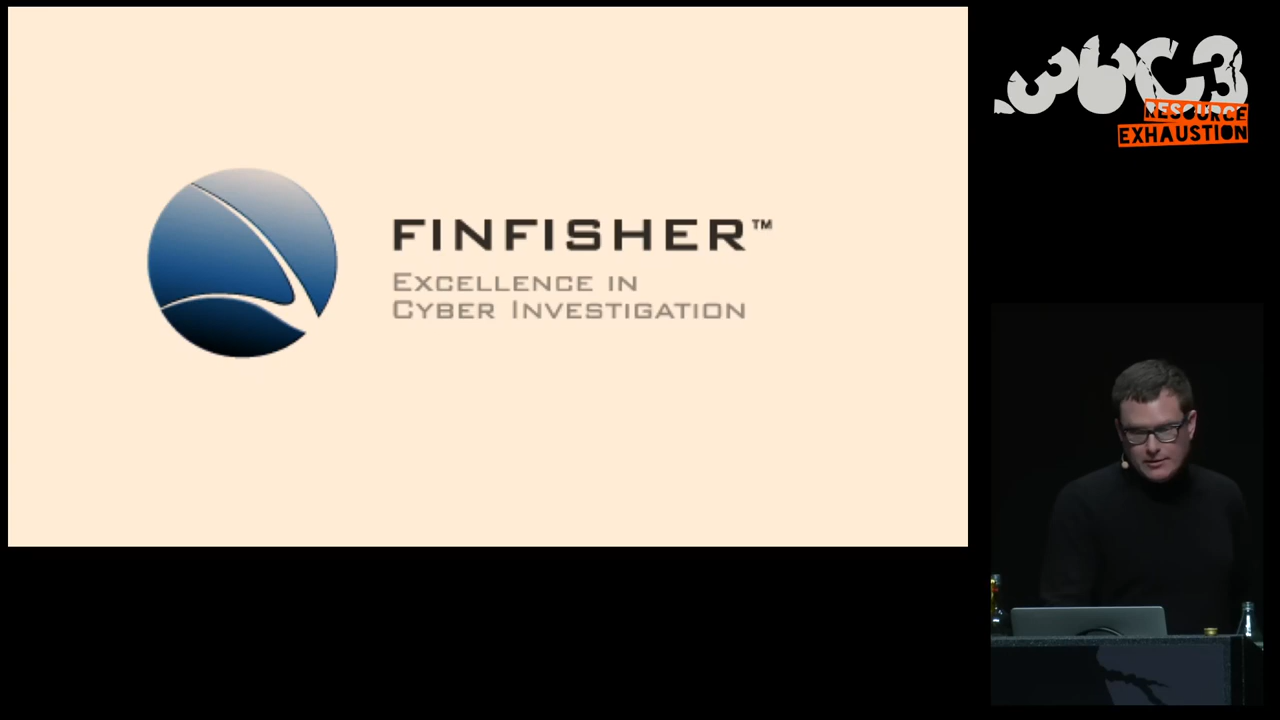 FINFISHER™
EXCELLENCE IN
CYBER INVESTIGATION
36C3
RESOURCE
EXHAUSTION